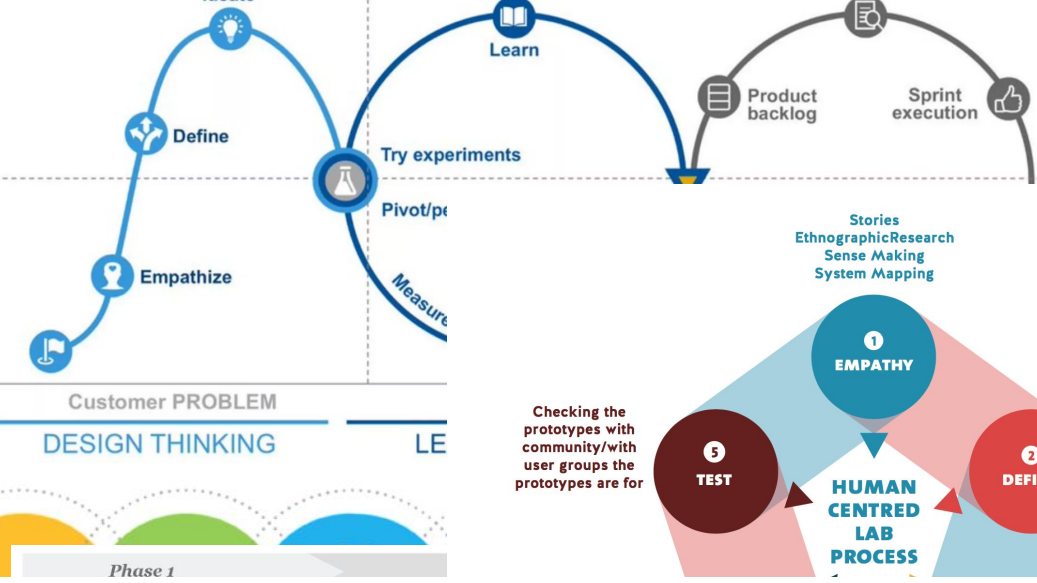 Learn
Product
backlog
Sprint
execution
Define
Try experiments
Empathize
Customer PROBLEM
DESIGN THINKING
Phase 1
Stories
EthnographicResearch
Sense Making
System Mapping
1
EMPATHY
Checking the
prototypes with
community/with
user groups the
prototypes are for
5
TEST
2
HUMAN
CENTRED
LAB
PROCESS